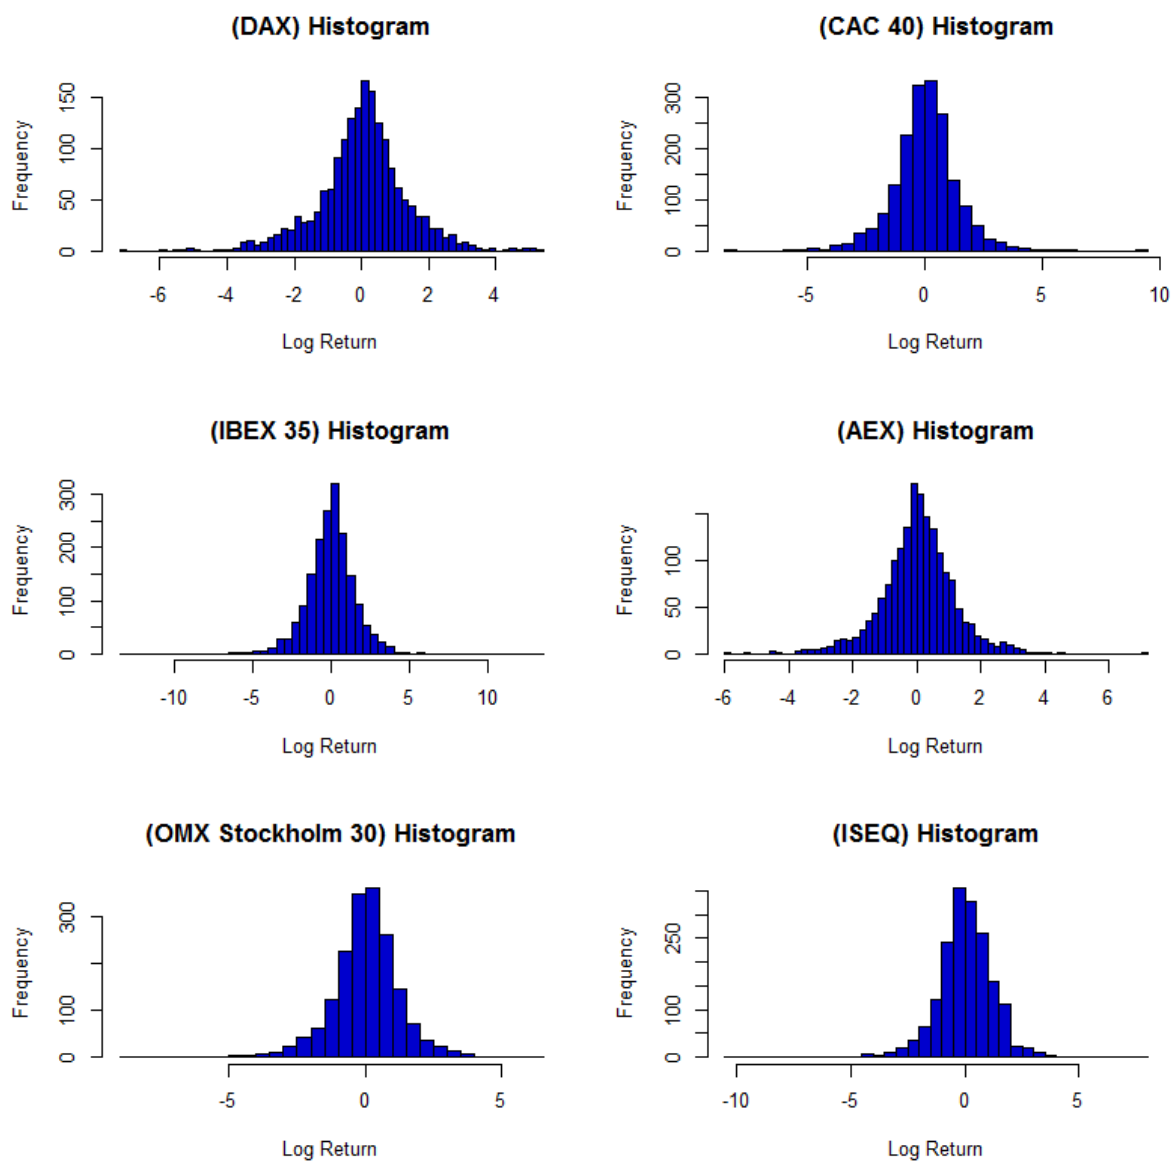 (DAX) Histogram
Frequency
0 50 100 150
-6 -4 -2 0 2 4
Log Return
(CAC 40) Histogram
Frequency
0 100 200 300
-5 0 5 10
Log Return
(IBEX 35) Histogram
Frequency
0 100 200 300
-10 -5 0 5 10
Log Return
(AEX) Histogram
Frequency
0 50 100
-6 -4 -2 0 2 4 6
Log Return
(OMX Stockholm 30) Histogram
Frequency
0 100 300
-5 0 5
Log Return
(ISEQ) Histogram
Frequency
0 100 250
-10 -5 0 5
Log Return